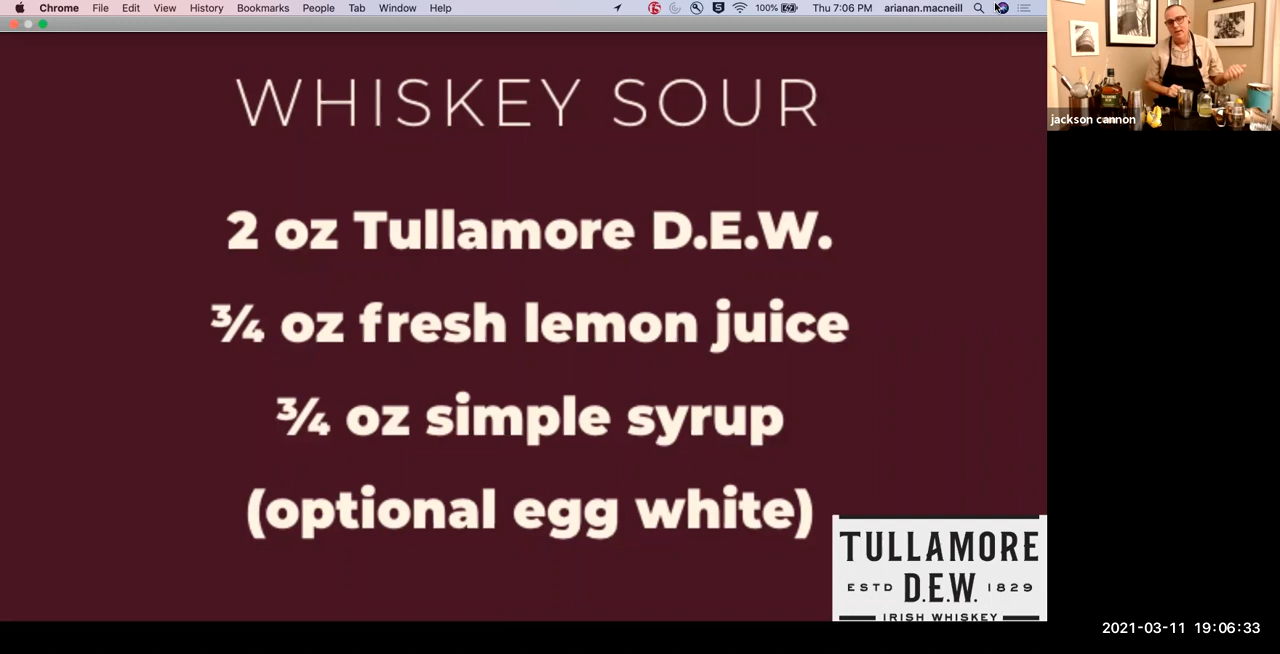 Chrome File Edit View History Bookmarks People Tab Window Help 100% Thu 7:06 PM arianan.macneill
WHISKEY SOUR
2 oz Tullamore D.E.W.
¾ oz fresh lemon juice
¾ oz simple syrup
(optional egg white)
TULLAMORE
ESTD D.E.W. 1829
IRISH WHISKEY
jackson cannon
2021-03-11 19:06:33